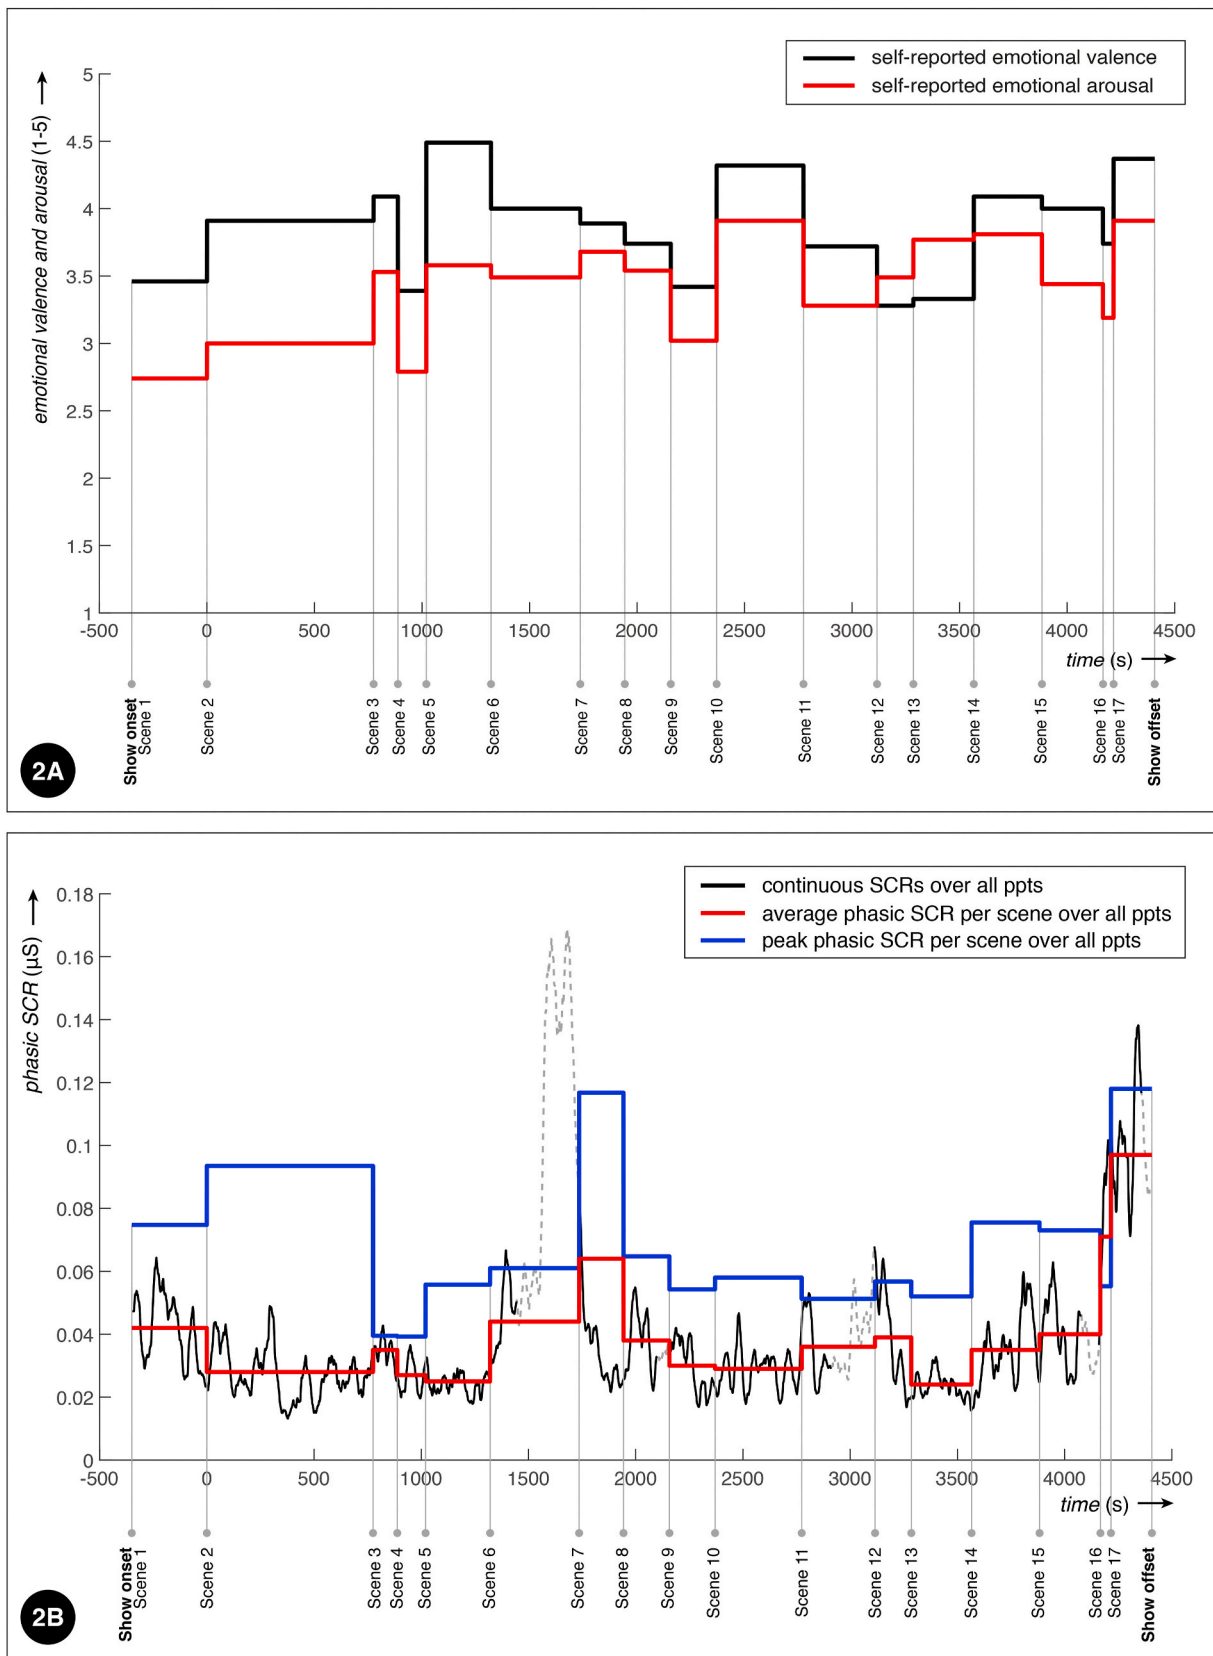 self-reported emotional valence
self-reported emotional arousal
emotional valence and arousal (1-5)
5
4.5
4
3.5
3
2.5
2
1.5
1
-500 0 500 1000 1500 2000 2500 3000 3500 4000 4500
time (s)
Show onset
Scene 1
Scene 2
Scene 3
Scene 4
Scene 5
Scene 6
Scene 7
Scene 8
Scene 9
Scene 10
Scene 11
Scene 12
Scene 13
Scene 14
Scene 15
Scene 16
Scene 17
Show offset
2A
continuous SCRs over all ppts
average phasic SCR per scene over all ppts
peak phasic SCR per scene over all ppts
phasic SCR (μS)
0.18
0.16
0.14
0.12
0.1
0.08
0.06
0.04
0.02
0
-500 0 500 1000 1500 2000 2500 3000 3500 4000 4500
time (s)
Show onset
Scene 1
Scene 2
Scene 3
Scene 4
Scene 5
Scene 6
Scene 7
Scene 8
Scene 9
Scene 10
Scene 11
Scene 12
Scene 13
Scene 14
Scene 15
Scene 16
Scene 17
Show offset
2B